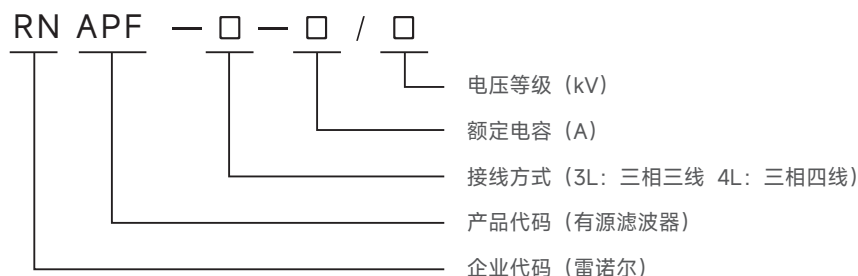 RN APF — □ — □ / □
电压等级（kV）
额定电容（A）
接线方式（3L：三相三线 4L：三相四线）
产品代码（有源滤波器）
企业代码（雷诺尔）